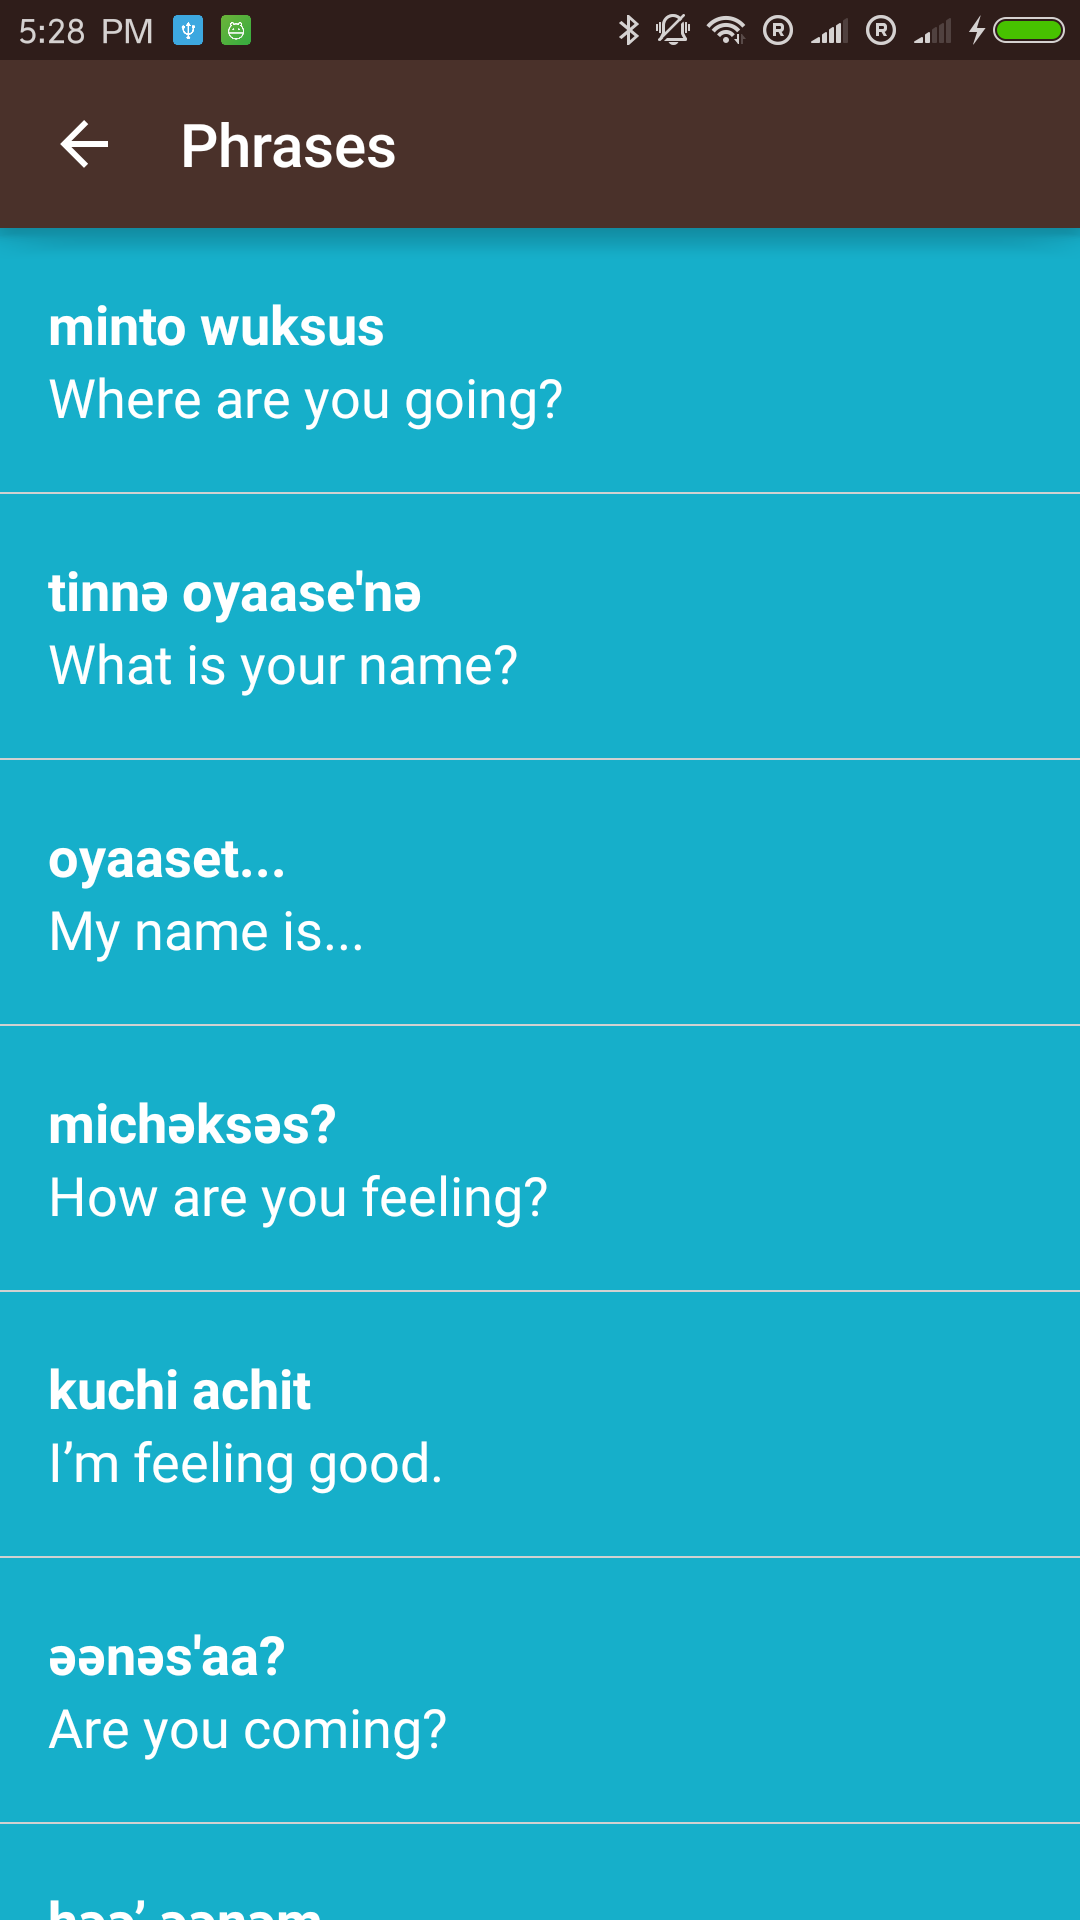 5:28 PM
Phrases
minto wuksus
Where are you going?
tinnə oyaase'nə
What is your name?
oyaaset...
My name is...
michəksəs?
How are you feeling?
kuchi achit
I’m feeling good.
əənəs'aa?
Are you coming?